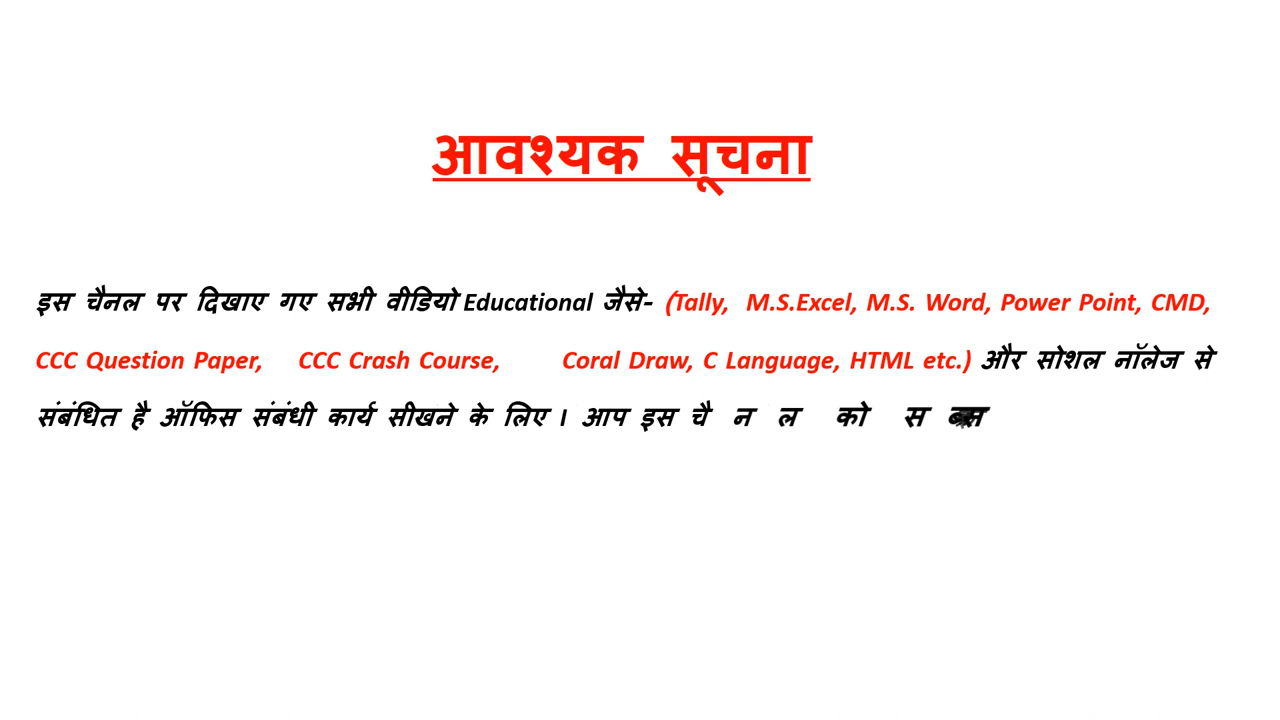 आवश्यक सूचना
इस चैनल पर दिखाए गए सभी वीडियो Educational जैसे- (Tally, M.S.Excel, M.S. Word, Power Point, CMD,
CCC Question Paper, CCC Crash Course, Coral Draw, C Language, HTML etc.) और सोशल नॉलेज से
संबंधित है ऑफिस संबंधी कार्य सीखने के लिए । आप इस चै न ल को